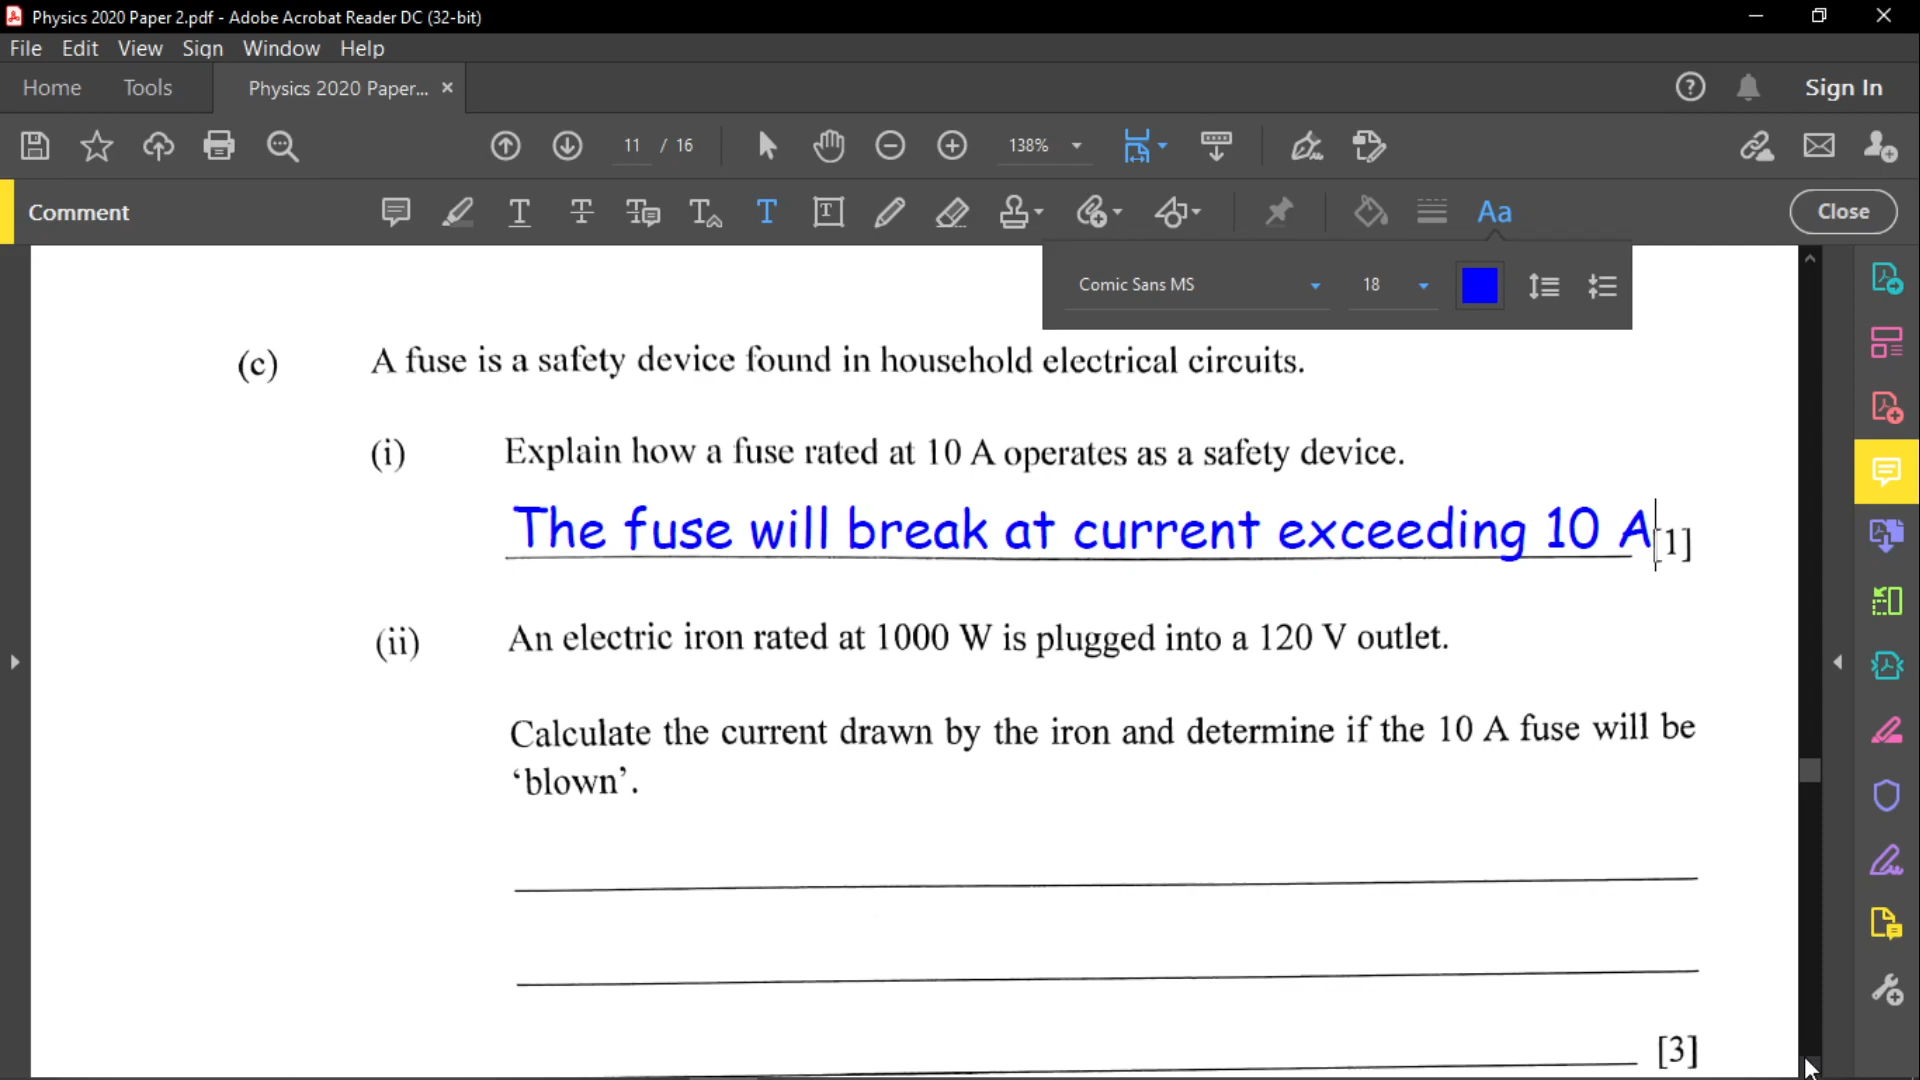 Physics 2020 Paper 2.pdf - Adobe Acrobat Reader DC (32-bit)
File Edit View Sign Window Help
Home Tools Physics 2020 Paper... × Sign In
11 / 16 138%
Comment Close
Comic Sans MS 18
(c) A fuse is a safety device found in household electrical circuits.
(i) Explain how a fuse rated at 10 A operates as a safety device.
The fuse will break at current exceeding 10 A [1]
(ii) An electric iron rated at 1000 W is plugged into a 120 V outlet.
Calculate the current drawn by the iron and determine if the 10 A fuse will be
‘blown’.
[3]